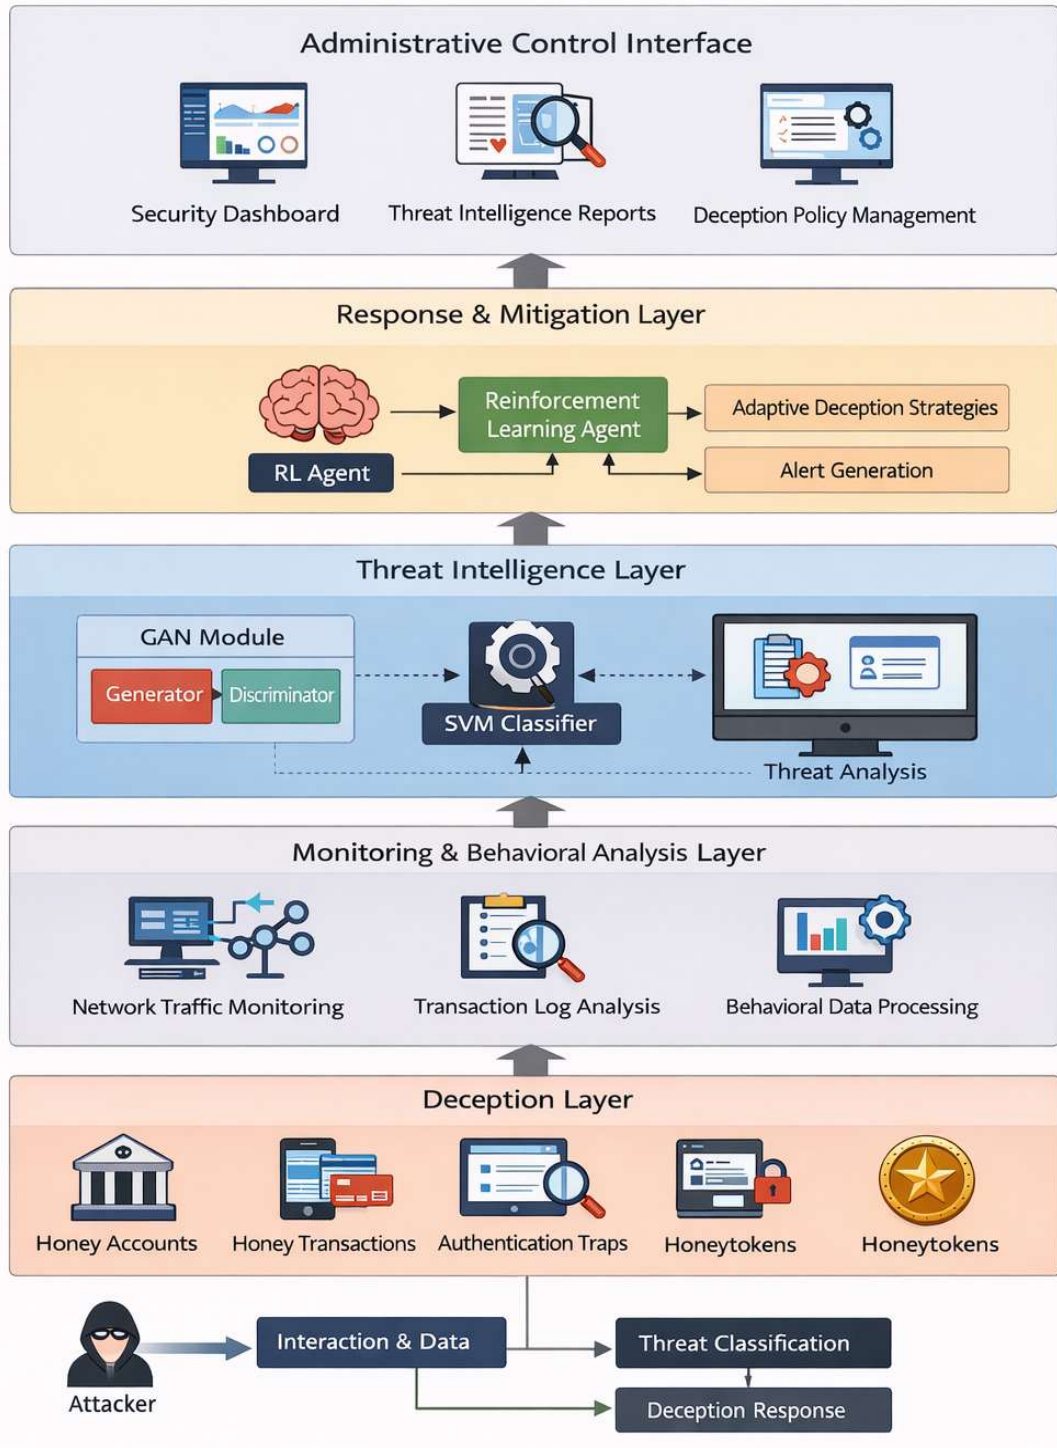 Administrative Control Interface
Security Dashboard
Threat Intelligence Reports
Deception Policy Management
Response & Mitigation Layer
Reinforcement
Learning Agent
Adaptive Deception Strategies
RL Agent
Alert Generation
Threat Intelligence Layer
GAN Module
Generator
Discriminator
SVM Classifier
Threat Analysis
Monitoring & Behavioral Analysis Layer
Network Traffic Monitoring
Transaction Log Analysis
Behavioral Data Processing
Deception Layer
Honey Accounts
Honey Transactions
Authentication Traps
Honeytokens
Honeytokens
Interaction & Data
Threat Classification
Attacker
Deception Response